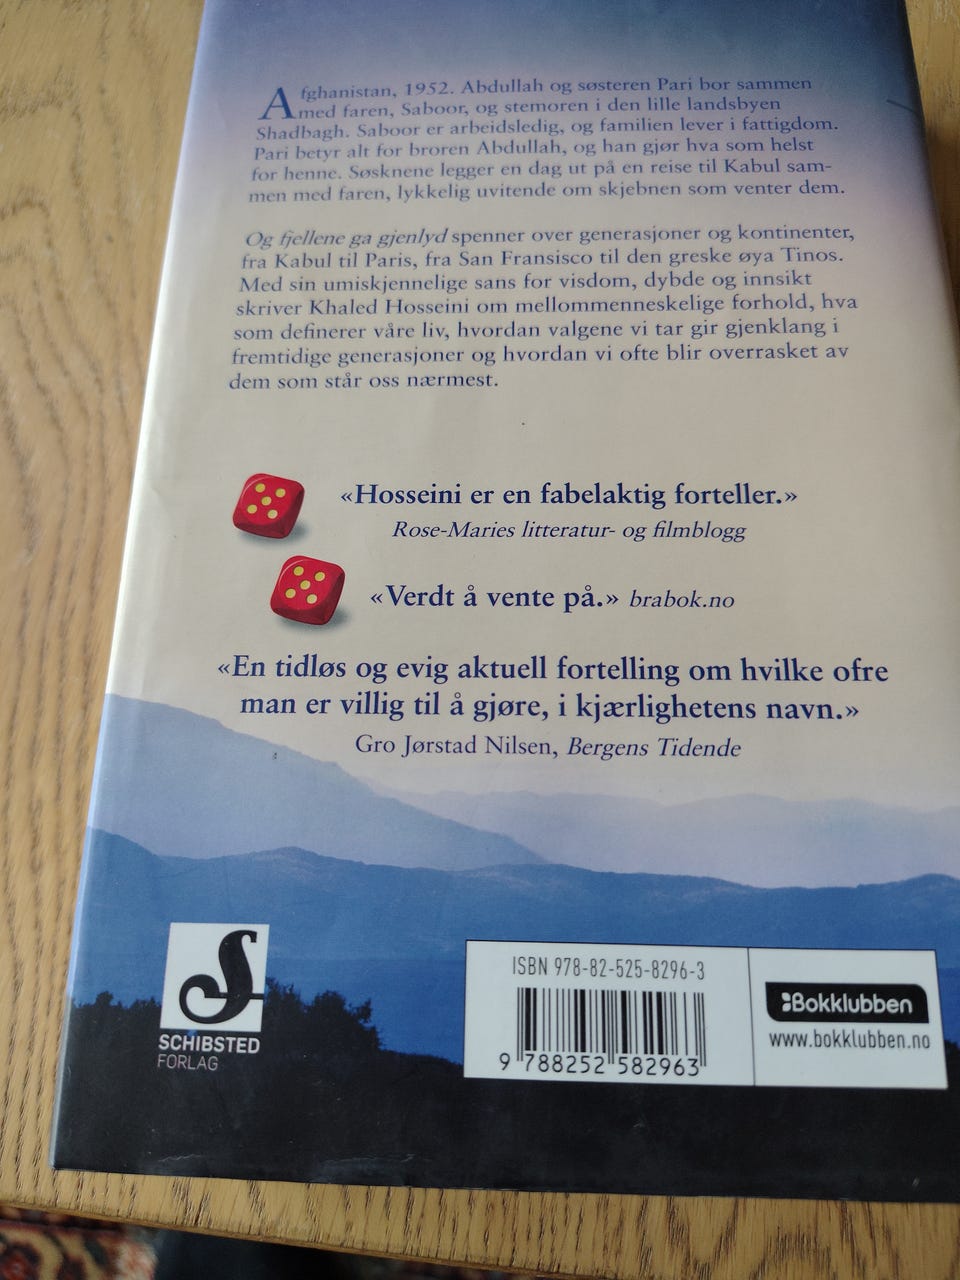 Afghanistan, 1952. Abdullah og søsteren Pari bor sammen
med faren, Saboor, og stemoren i den lille landsbyen
Shadbagh. Saboor er arbeidsledig, og familien lever i fattigdom.
Pari betyr alt for broren Abdullah, og han gjør hva som helst
for henne. Søsknene legger en dag ut på en reise til Kabul sam-
men med faren, lykkelig uvitende om skjebnen som venter dem.
Og fjellene ga gjenlyd spenner over generasjoner og kontinenter,
fra Kabul til Paris, fra San Fransisco til den greske øya Tinos.
Med sin umiskjennelige sans for visdom, dybde og innsikt
skriver Khaled Hosseini om mellommenneskelige forhold, hva
som definerer våre liv, hvordan valgene vi tar gir gjenklang i
fremtidige generasjoner og hvordan vi ofte blir overrasket av
dem som står oss nærmest.
«Hosseini er en fabelaktig forteller.»
Rose-Maries litteratur- og filmblogg
«Verdt å vente på.» brabok.no
«En tidløs og evig aktuell fortelling om hvilke ofre
man er villig til å gjøre, i kjærlighetens navn.»
Gro Jørstad Nilsen, Bergens Tidende
S
SCHIBSTED
FORLAG
ISBN 978-82-525-8296-3
9 788252 582963
Bokklubben
www.bokklubben.no